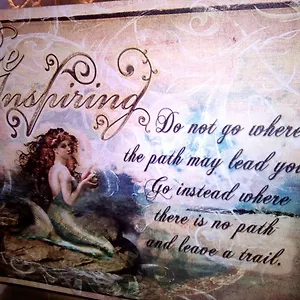 Be
Inspiring
Do not go where
the path may lead you
Go instead where
there is no path
and leave a trail.